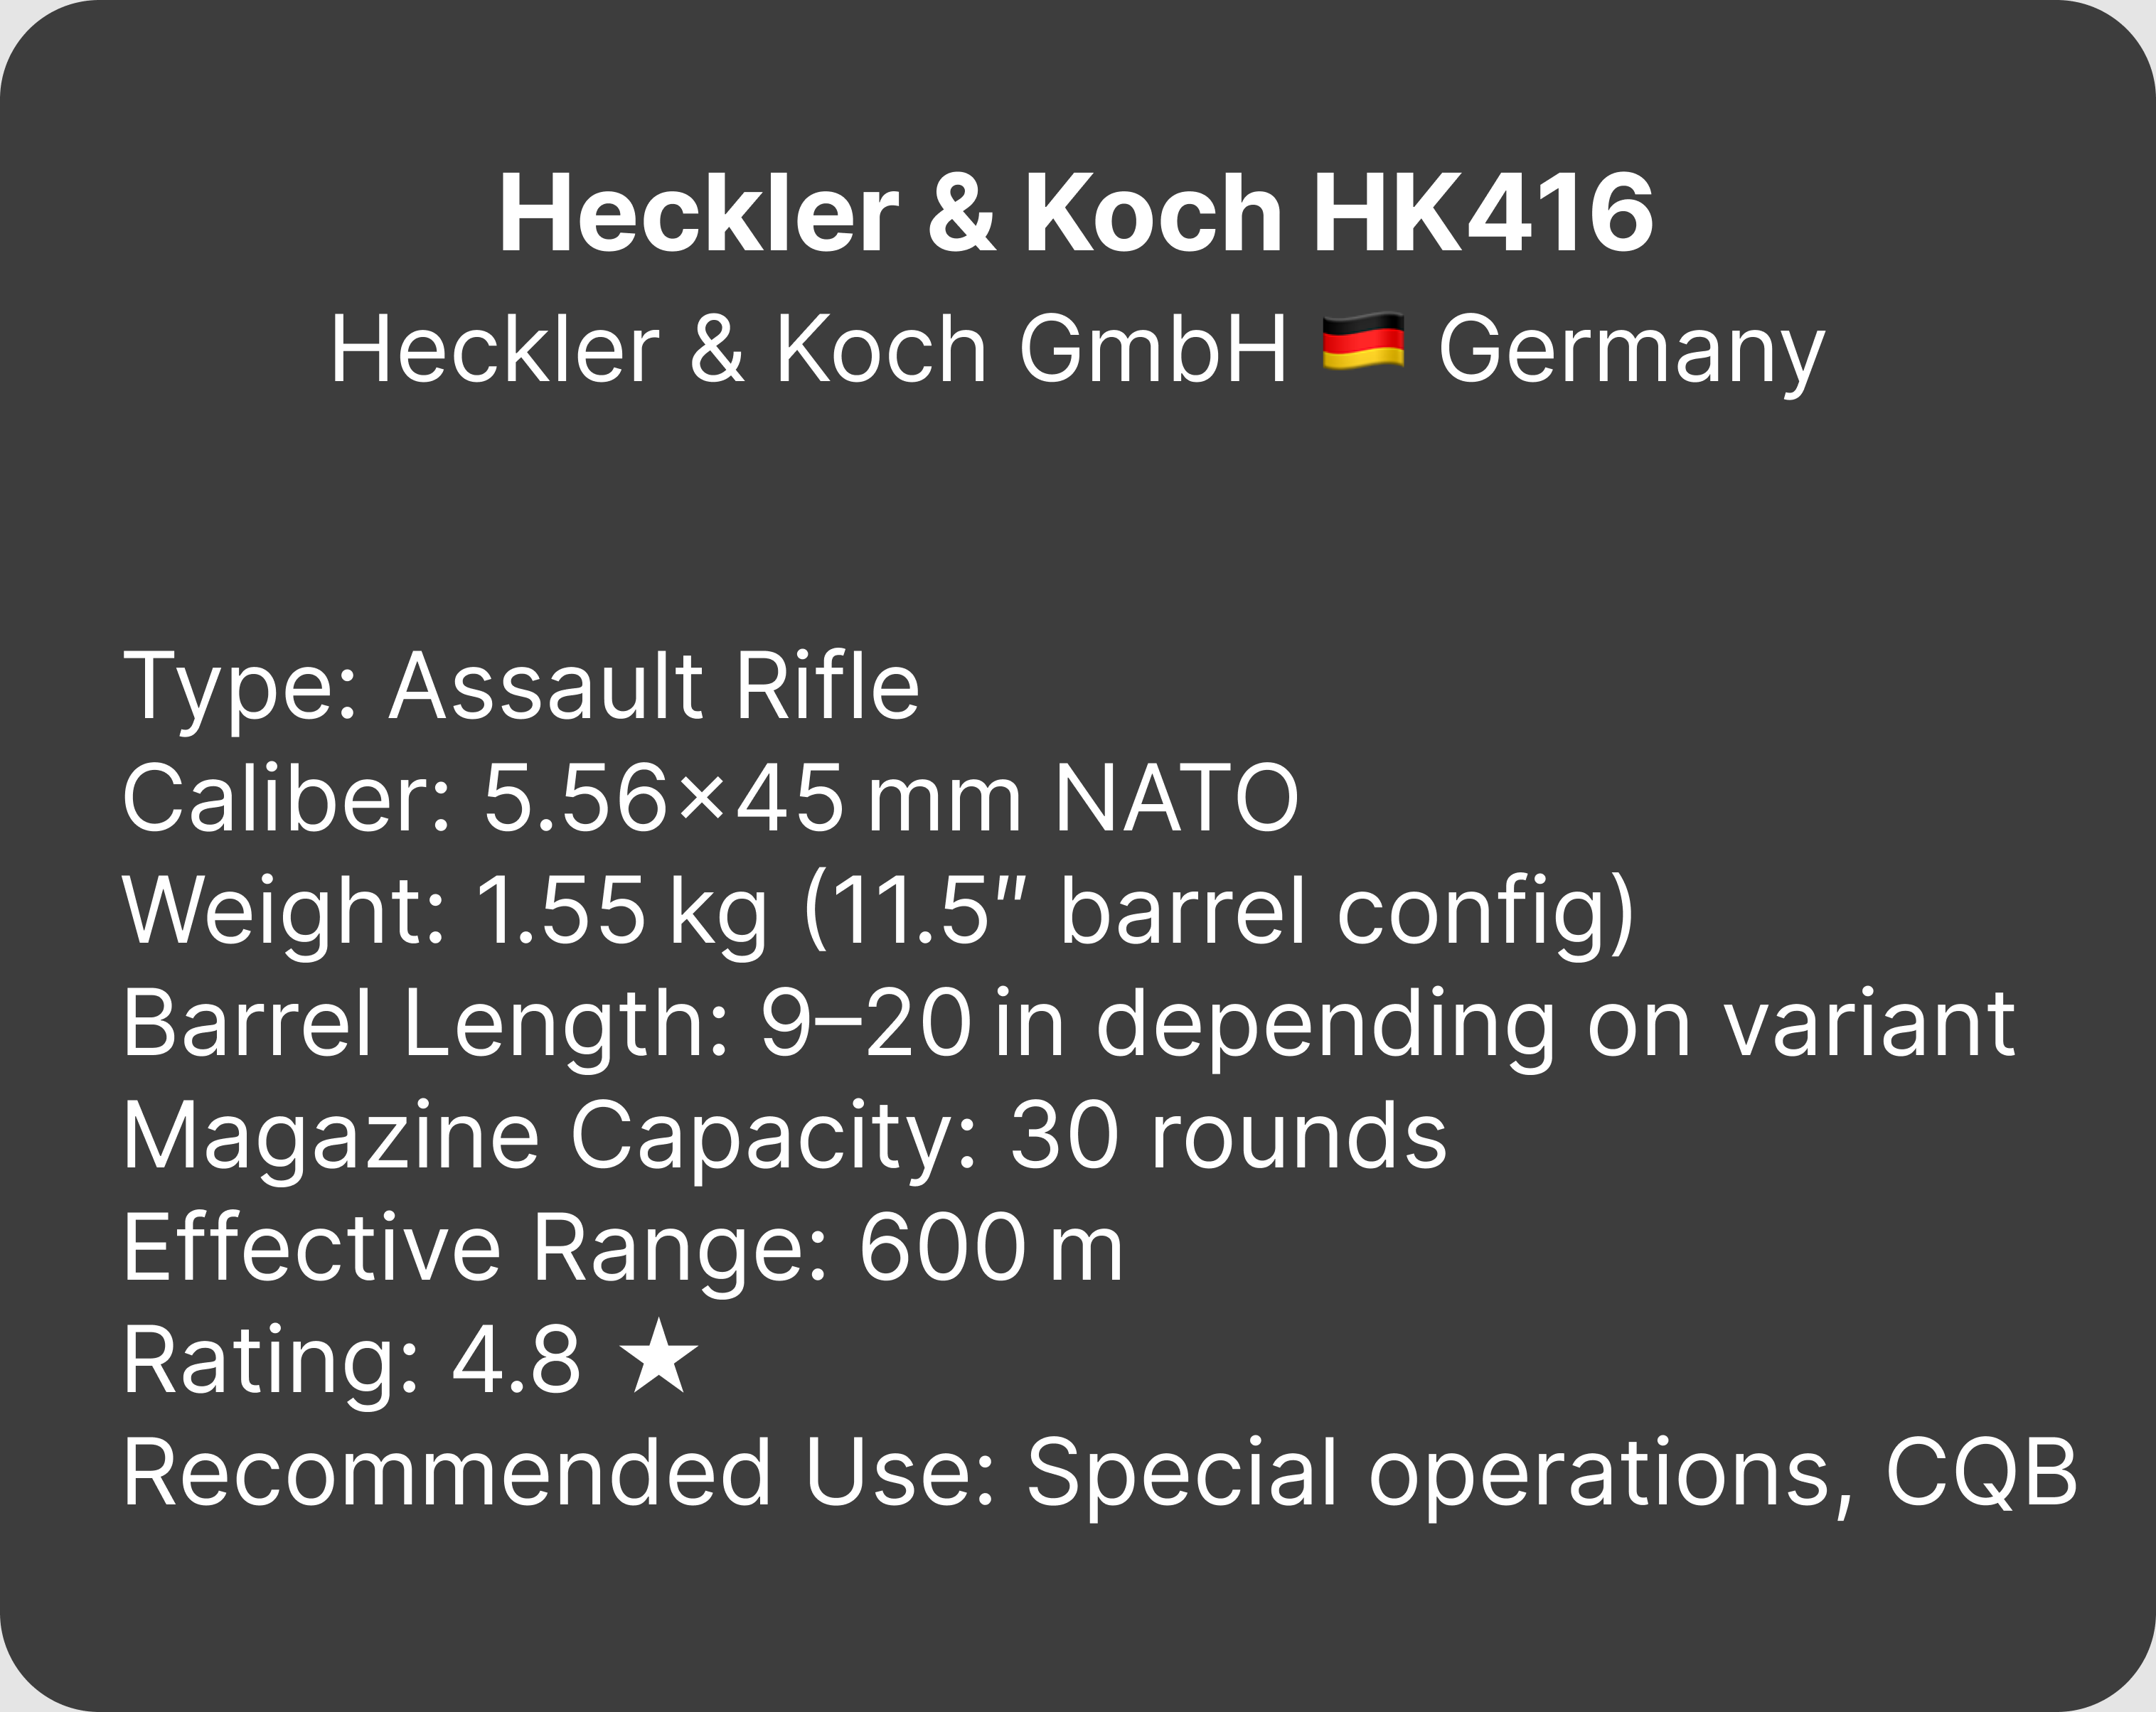 Heckler & Koch HK416
Heckler & Koch GmbH 🇩🇪 Germany
Type: Assault Rifle
Caliber: 5.56×45 mm NATO
Weight: 1.55 kg (11.5″ barrel config)
Barrel Length: 9–20 in depending on variant
Magazine Capacity: 30 rounds
Effective Range: 600 m
Rating: 4.8 ★
Recommended Use: Special operations, CQB